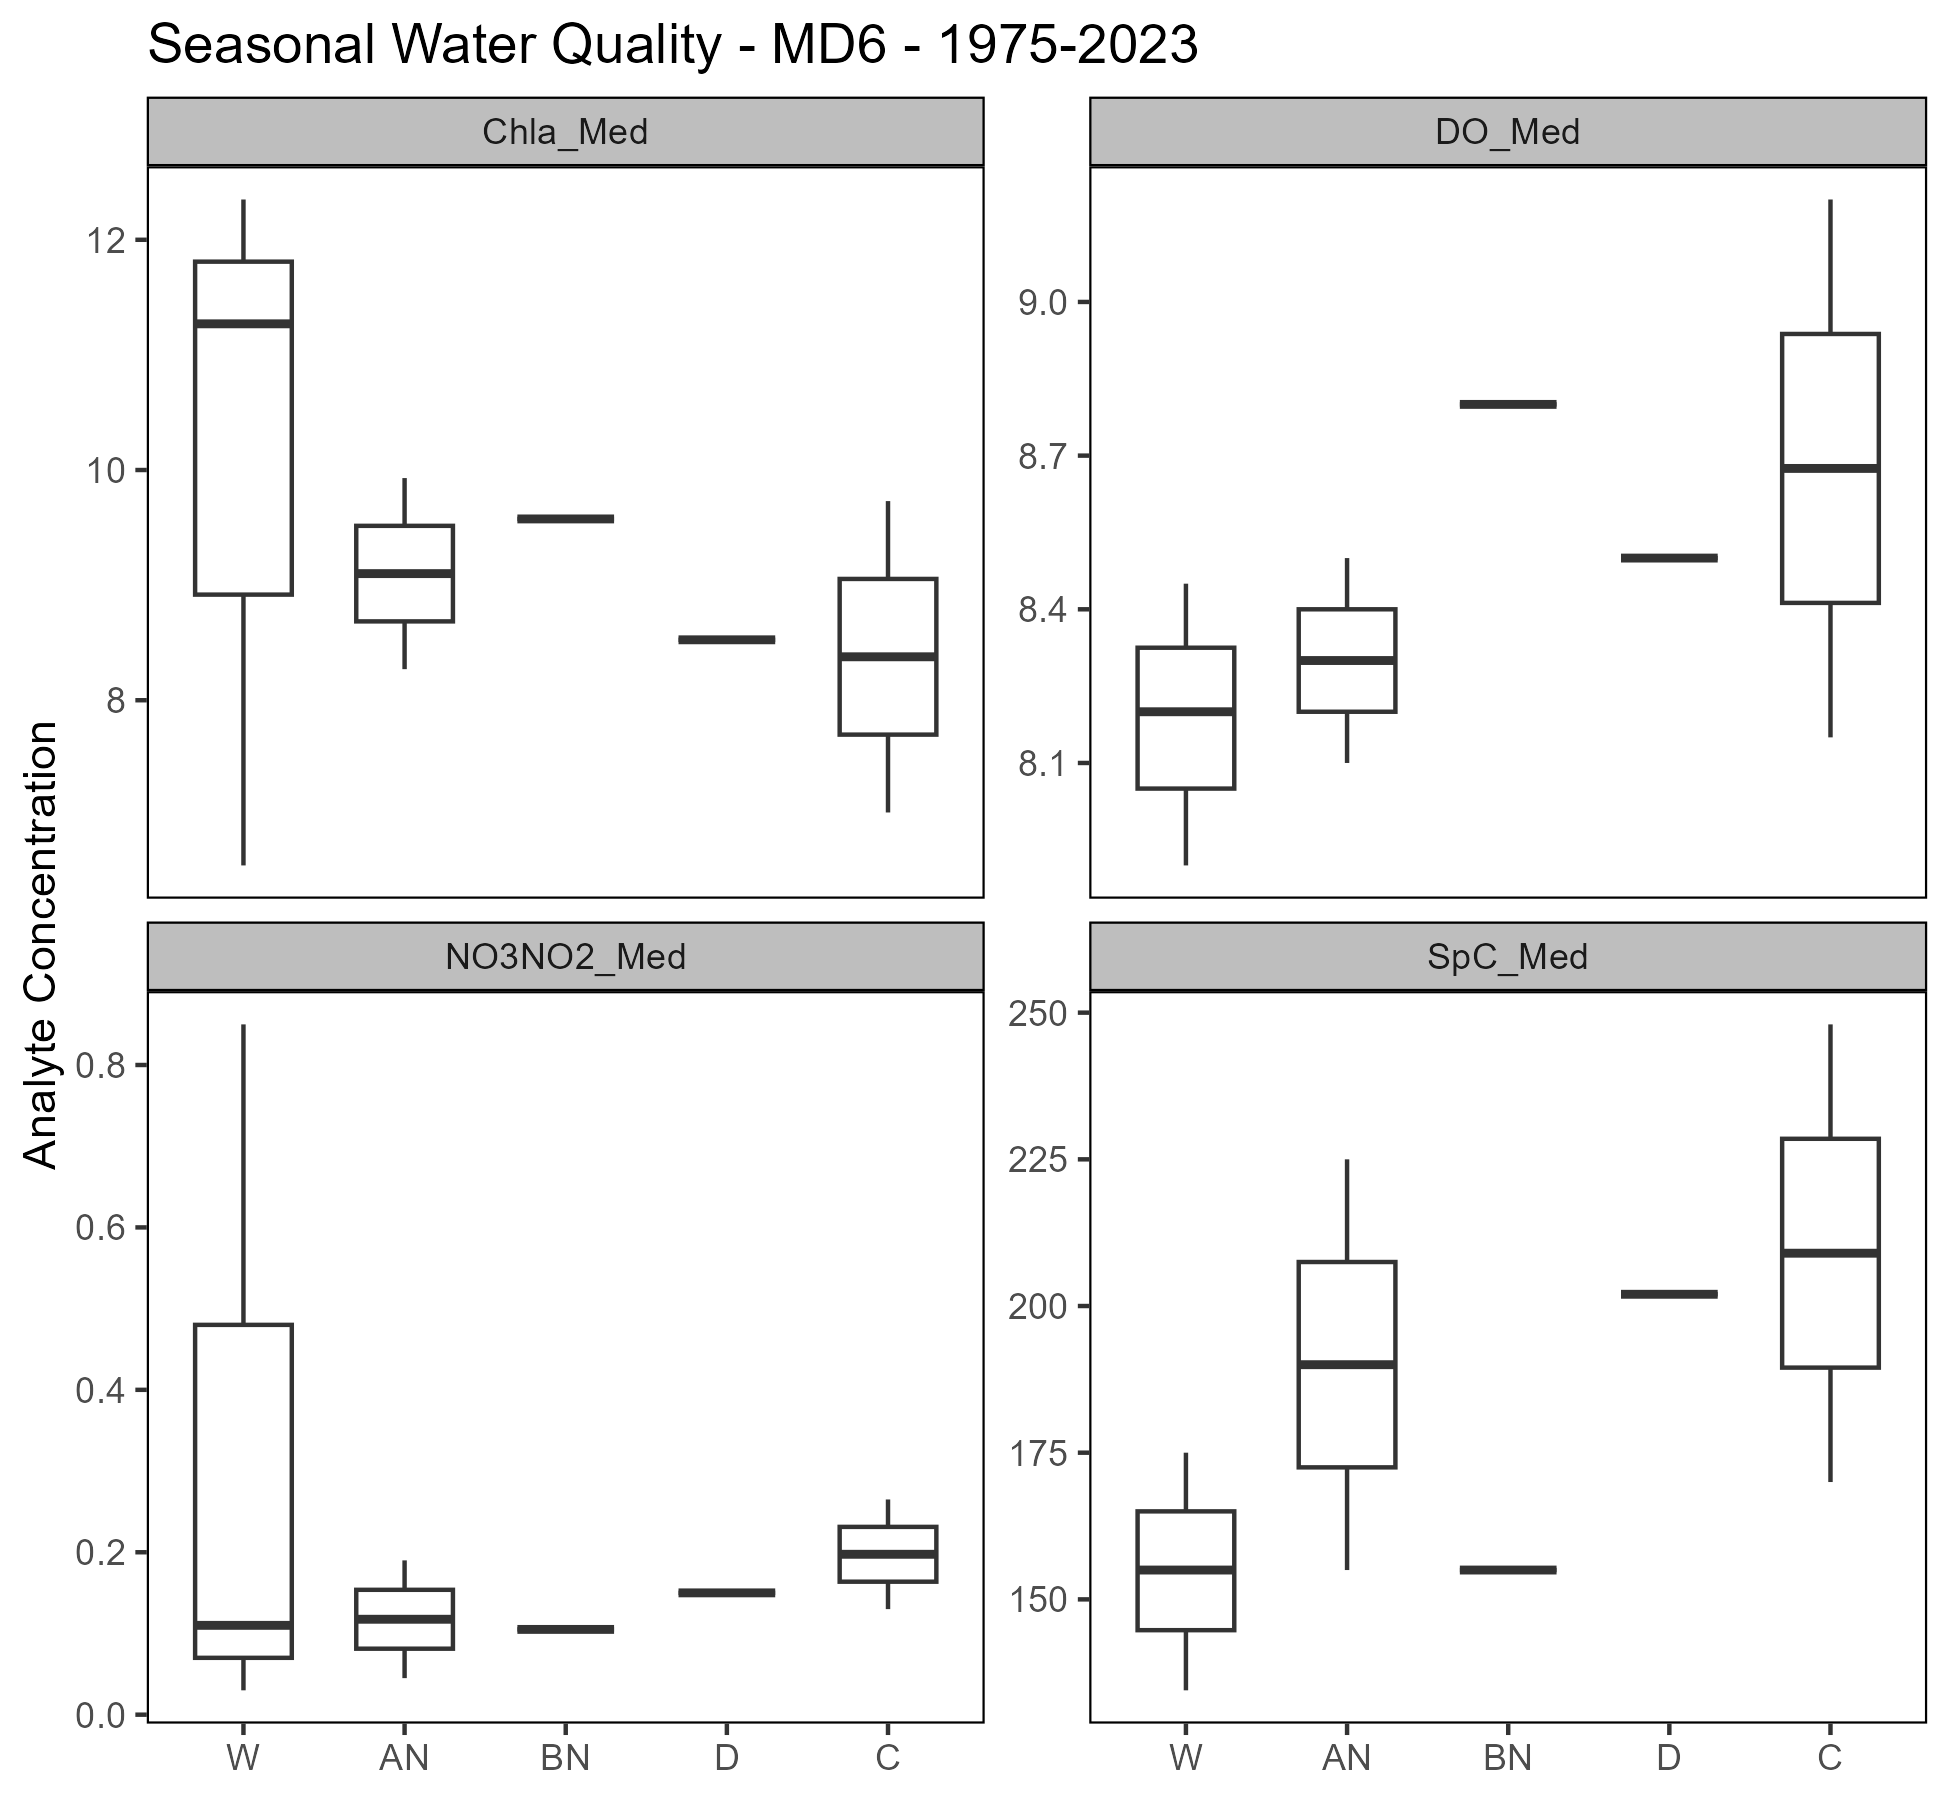 Seasonal Water Quality - MD6 - 1975-2023
Analyte Concentration
Chla_Med
12
10
8
DO_Med
9.0
8.7
8.4
8.1
NO3NO2_Med
0.8
0.6
0.4
0.2
0.0
W AN BN D C
SpC_Med
250
225
200
175
150
W AN BN D C